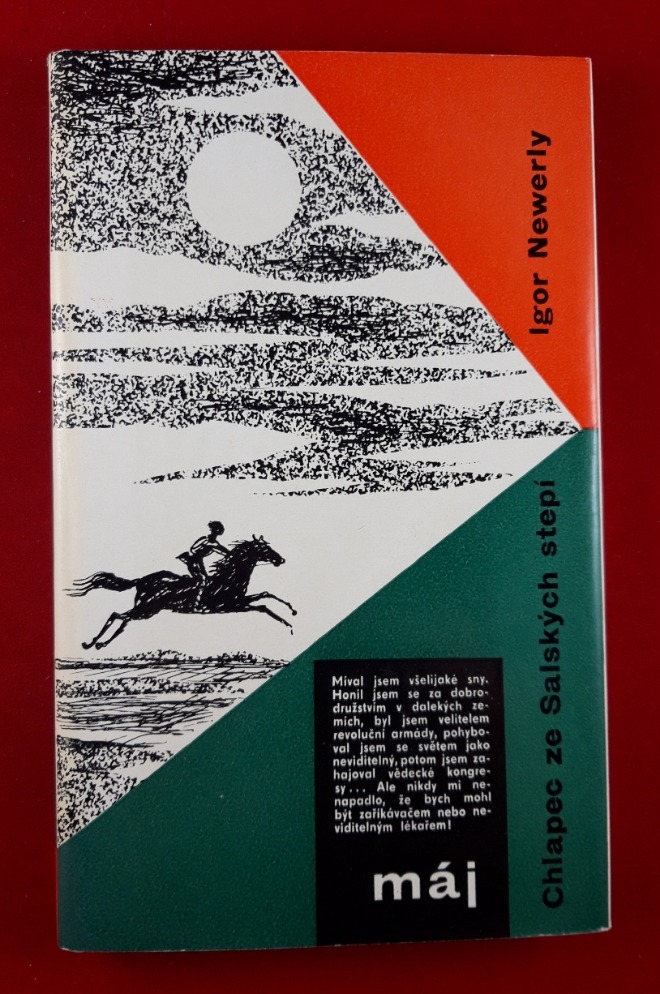 Igor Newerly
Chlapec ze Salských stepí
Míval jsem všelijaké sny.
Honil jsem se za dobro-
družstvím v dalekých ze-
mích, byl jsem velitelem
revoluční armády, pohybo-
val jsem se světem jako
neviditelný, potom jsem za-
hajoval vědecké kongre-
sy... Ale nikdy mi ne-
napadlo, že bych mohl
být zaříkávačem nebo ne-
viditelným lékařem!
máj